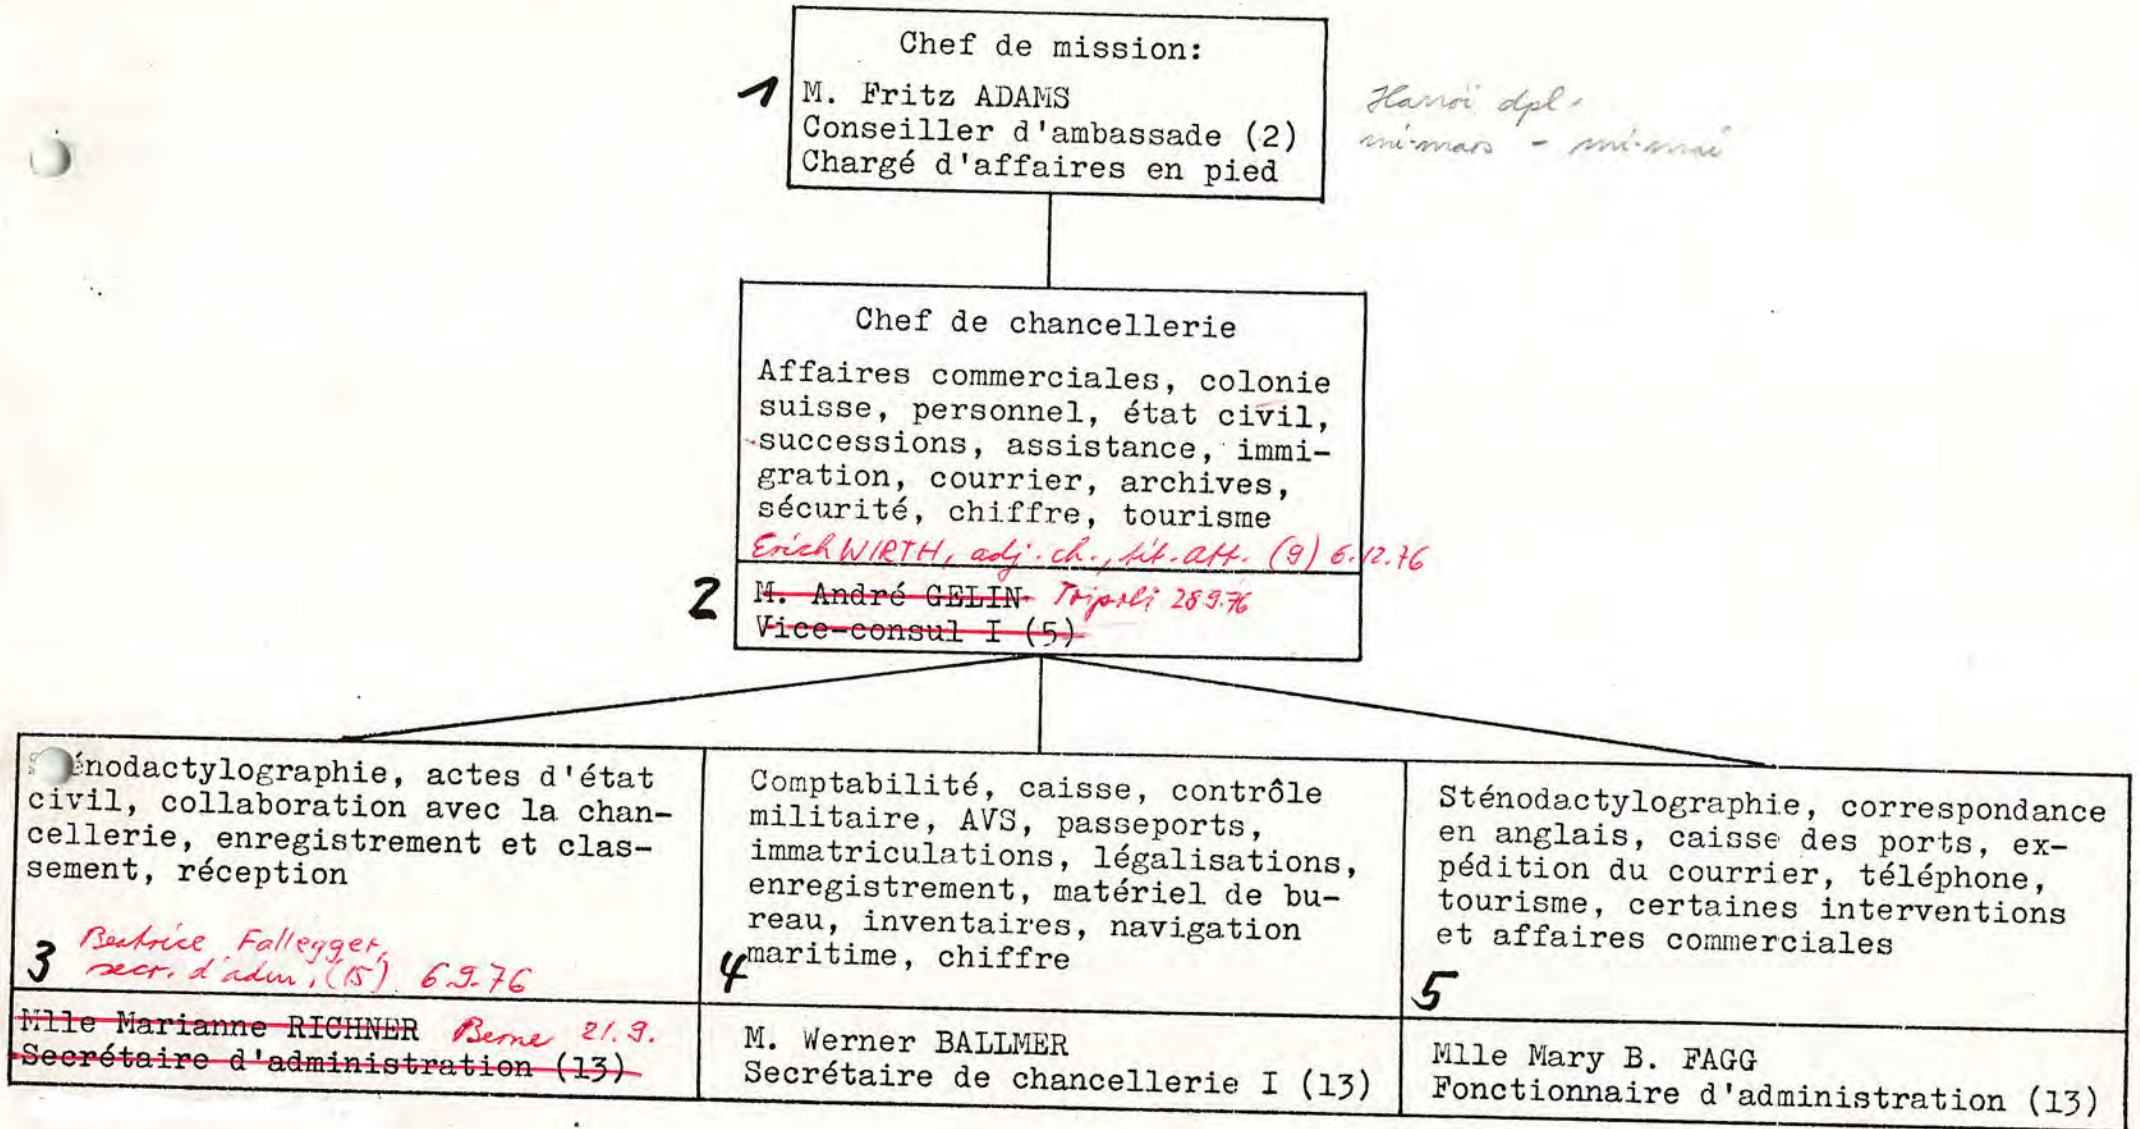 Chef de mission:
1
M. Fritz ADAMS
Conseiller d'ambassade (2)
Chargé d'affaires en pied
Hanoï dpl.
mi-mars - mi-mai
Chef de chancellerie
Affaires commerciales, colonie
suisse, personnel, état civil,
successions, assistance, immi-
gration, courrier, archives,
sécurité, chiffre, tourisme
Erich WIRTH, adj. ch., tit. att. (9) 6.12.76
2
M. André GELIN Tripoli 28.9.76
Vice-consul I (5)
énodactylographie, actes d'état
civil, collaboration avec la chan-
cellerie, enregistrement et clas-
sement, réception
Beatrice Fallegger,
3 secr. d'adm. (15) 6.9.76
Mlle Marianne RICHNER Berne 21.9.
Secrétaire d'administration (13)
Comptabilité, caisse, contrôle
militaire, AVS, passeports,
immatriculations, légalisations,
enregistrement, matériel de bu-
reau, inventaires, navigation
maritime, chiffre
4
M. Werner BALLMER
Secrétaire de chancellerie I (13)
Sténodactylographie, correspondance
en anglais, caisse des ports, ex-
pédition du courrier, téléphone,
tourisme, certaines interventions
et affaires commerciales
5
Mlle Mary B. FAGG
Fonctionnaire d'administration (13)